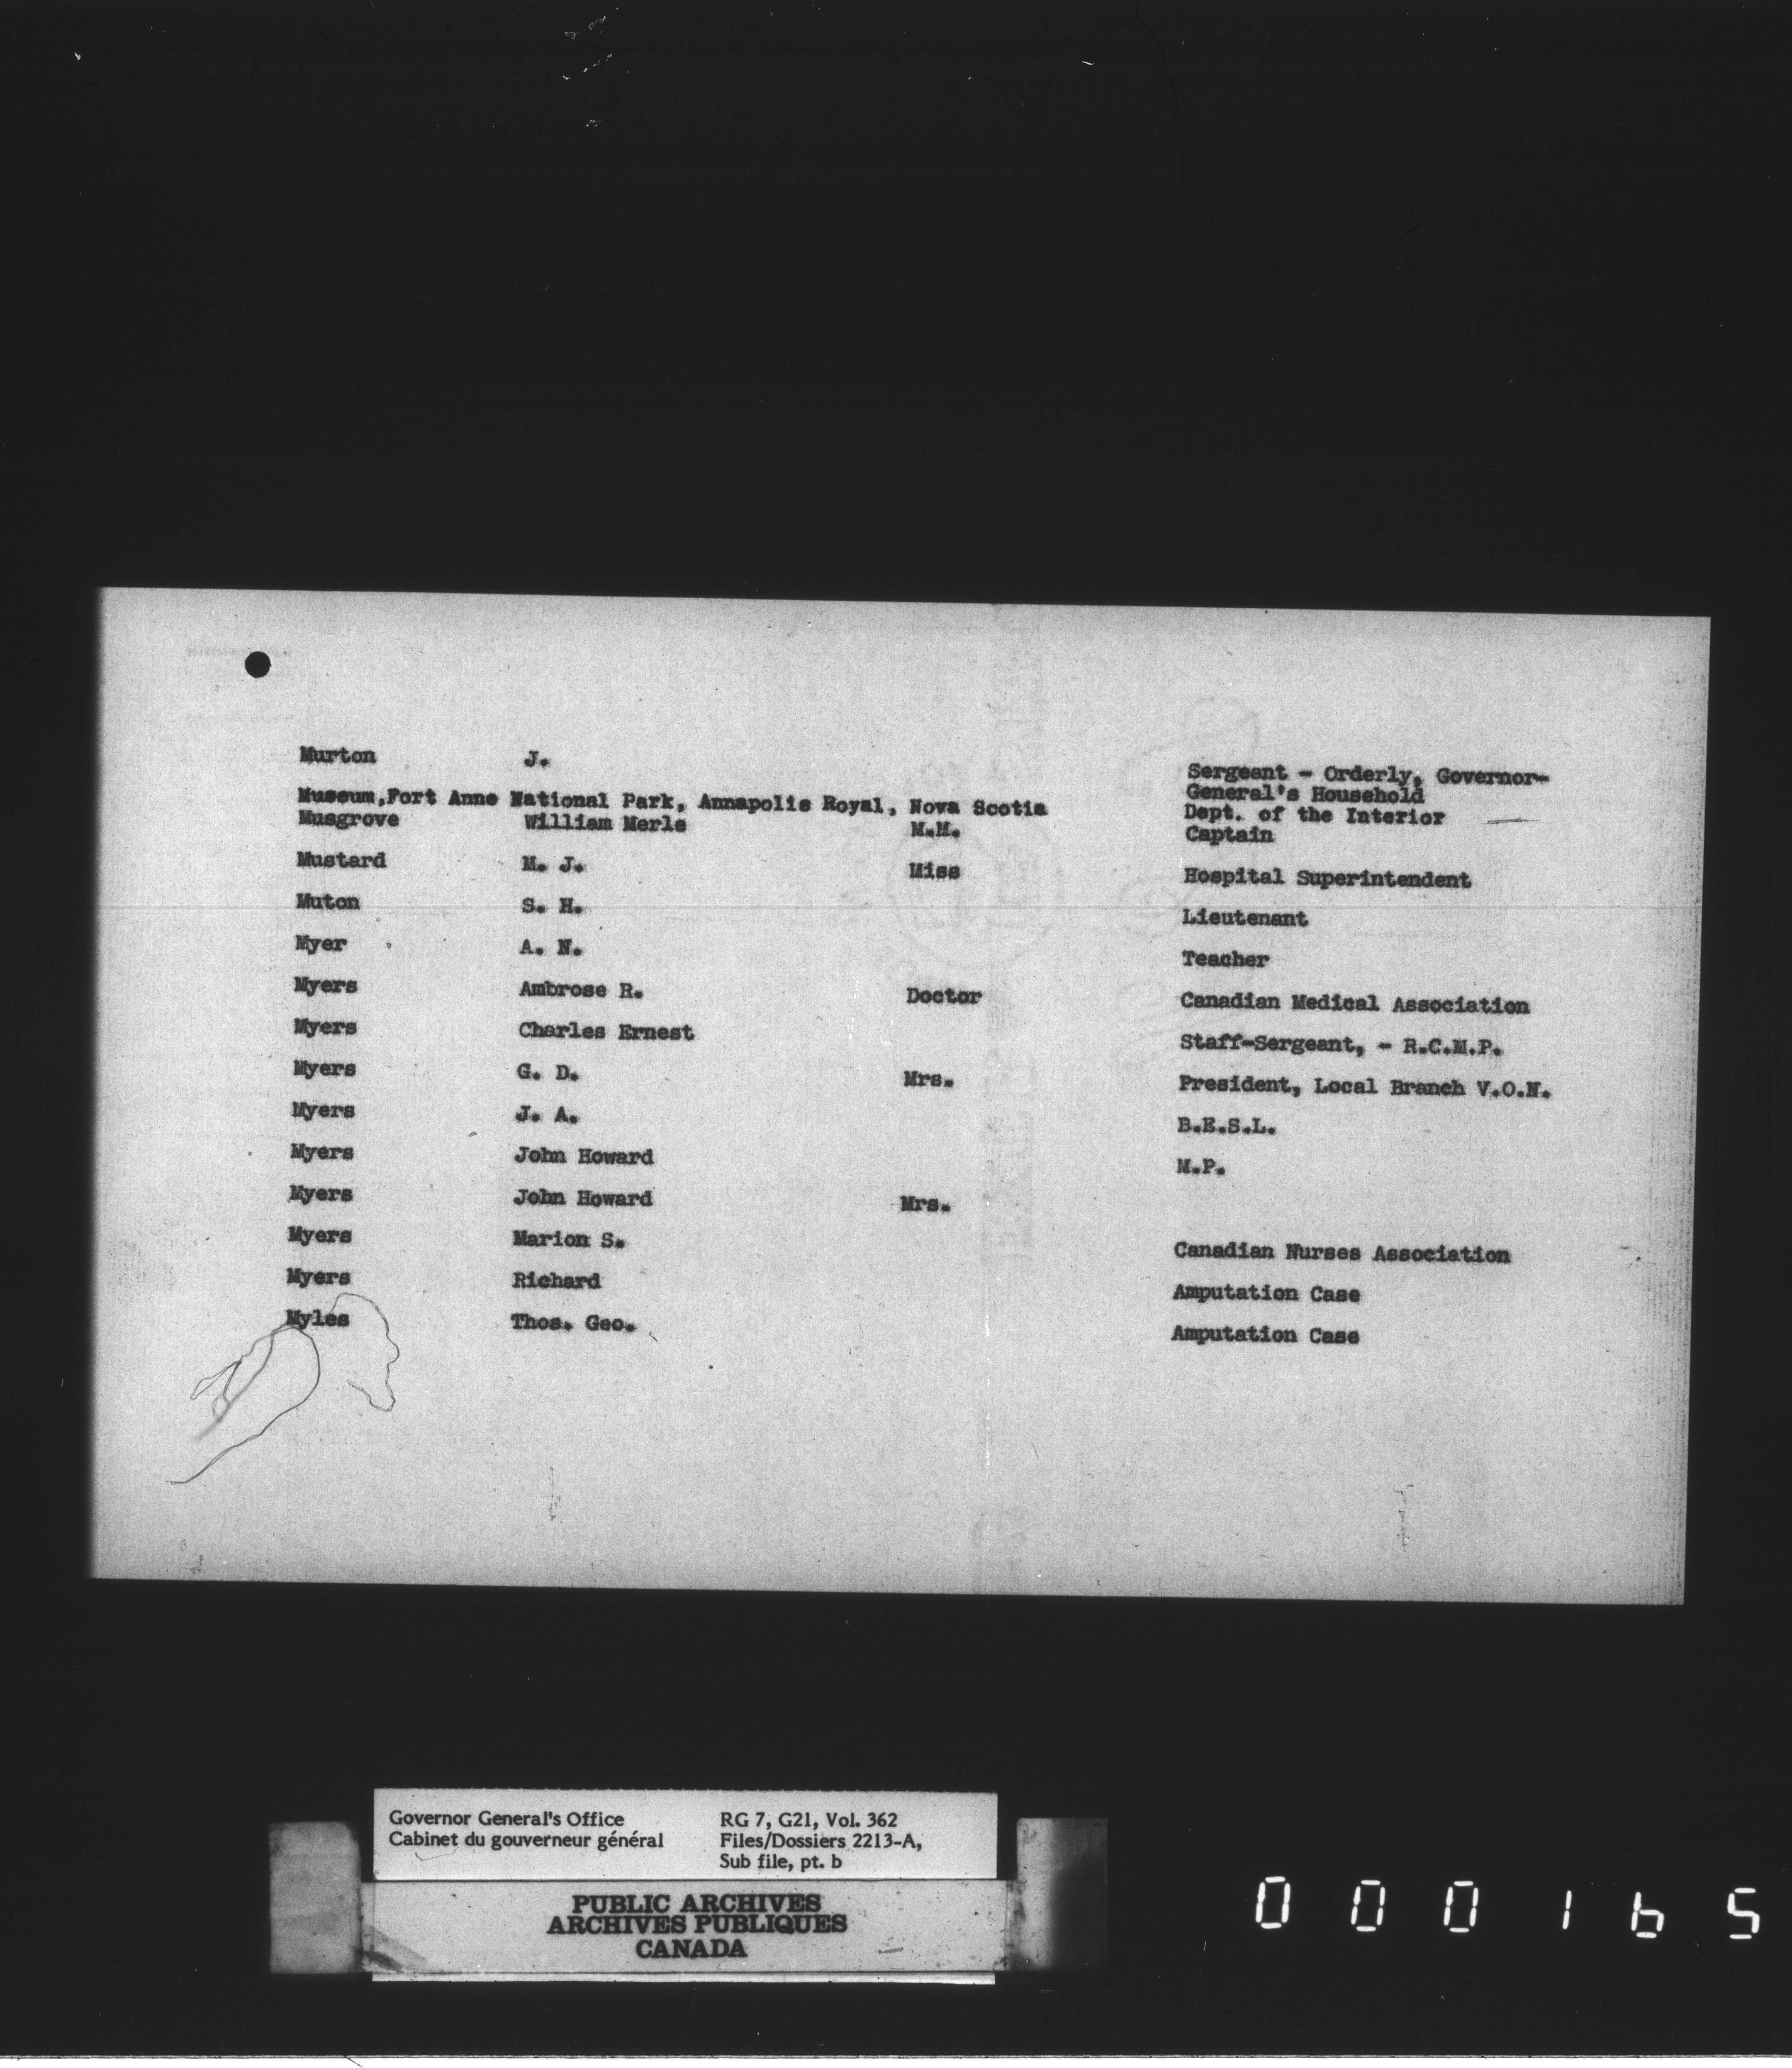 Murton J. Sergeant - Orderly, Governor-
General's Household
Museum,Fort Anne National Park, Annapolis Royal, Nova Scotia Dept. of the Interior
Musgrove William Merle M.M. Captain
Mustard M. J. Miss Hospital Superintendent
Muton S. H. Lieutenant
Myer A. N. Teacher
Myers Ambrose R. Doctor Canadian Medical Association
Myers Charles Ernest Staff-Sergeant, - R.C.M.P.
Myers G. D. Mrs. President, Local Branch V.O.N.
Myers J. A. B.E.S.L.
Myers John Howard M.P.
Myers John Howard Mrs.
Myers Marion S. Canadian Nurses Association
Myers Richard Amputation Case
Myles Thos. Geo. Amputation Case
Governor General's Office RG 7, G21, Vol. 362
Cabinet du gouverneur général Files/Dossiers 2213-A,
Sub file, pt. b
PUBLIC ARCHIVES
ARCHIVES PUBLIQUES
CANADA
000165